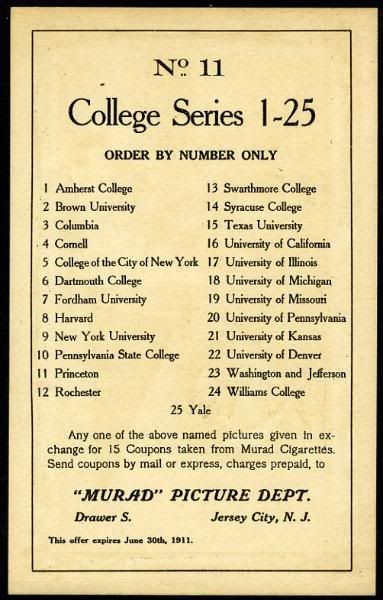 No. 11
College Series 1-25
ORDER BY NUMBER ONLY
1 Amherst College
2 Brown University
3 Columbia
4 Cornell
5 College of the City of New York
6 Dartmouth College
7 Fordham University
8 Harvard
9 New York University
10 Pennsylvania State College
11 Princeton
12 Rochester
13 Swarthmore College
14 Syracuse College
15 Texas University
16 University of California
17 University of Illinois
18 University of Michigan
19 University of Missouri
20 University of Pennsylvania
21 University of Kansas
22 University of Denver
23 Washington and Jefferson
24 Williams College
25 Yale
Any one of the above named pictures given in ex-
change for 15 Coupons taken from Murad Cigarettes.
Send coupons by mail or express, charges prepaid, to
"MURAD" PICTURE DEPT.
Drawer S. Jersey City, N. J.
This offer expires June 30th, 1911.